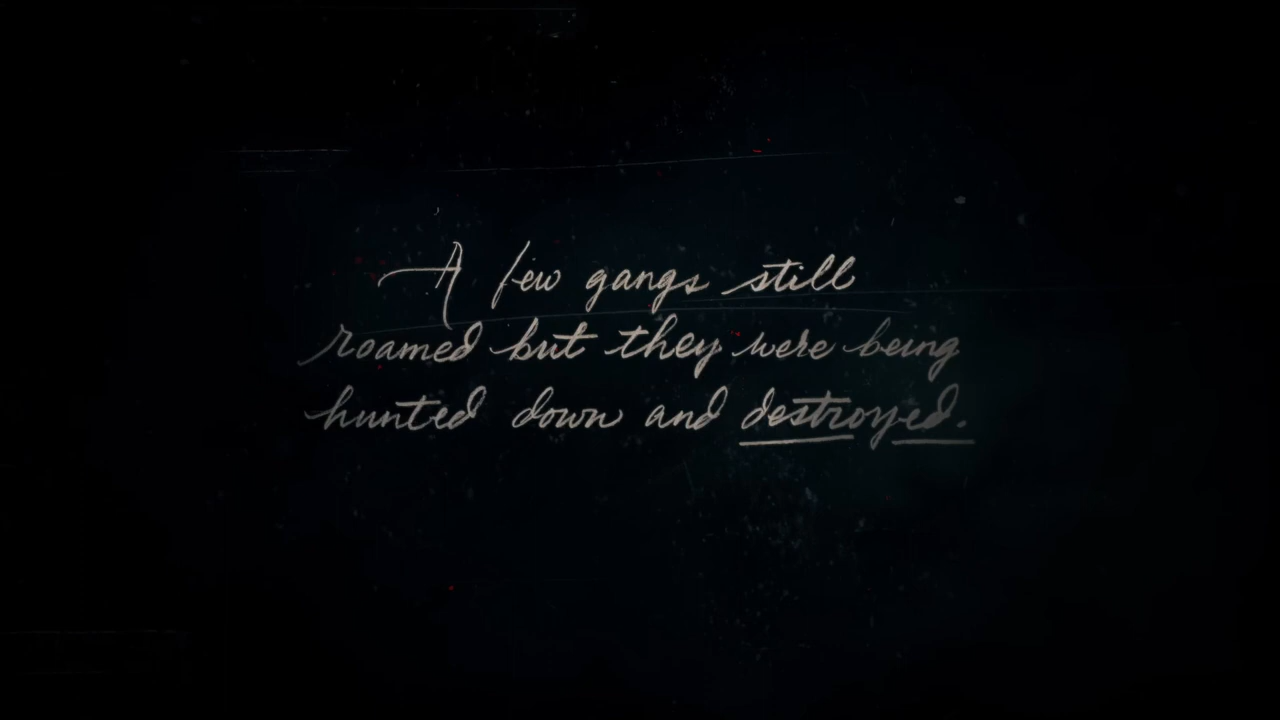 A few gangs still
roamed but they were being
hunted down and destroyed.